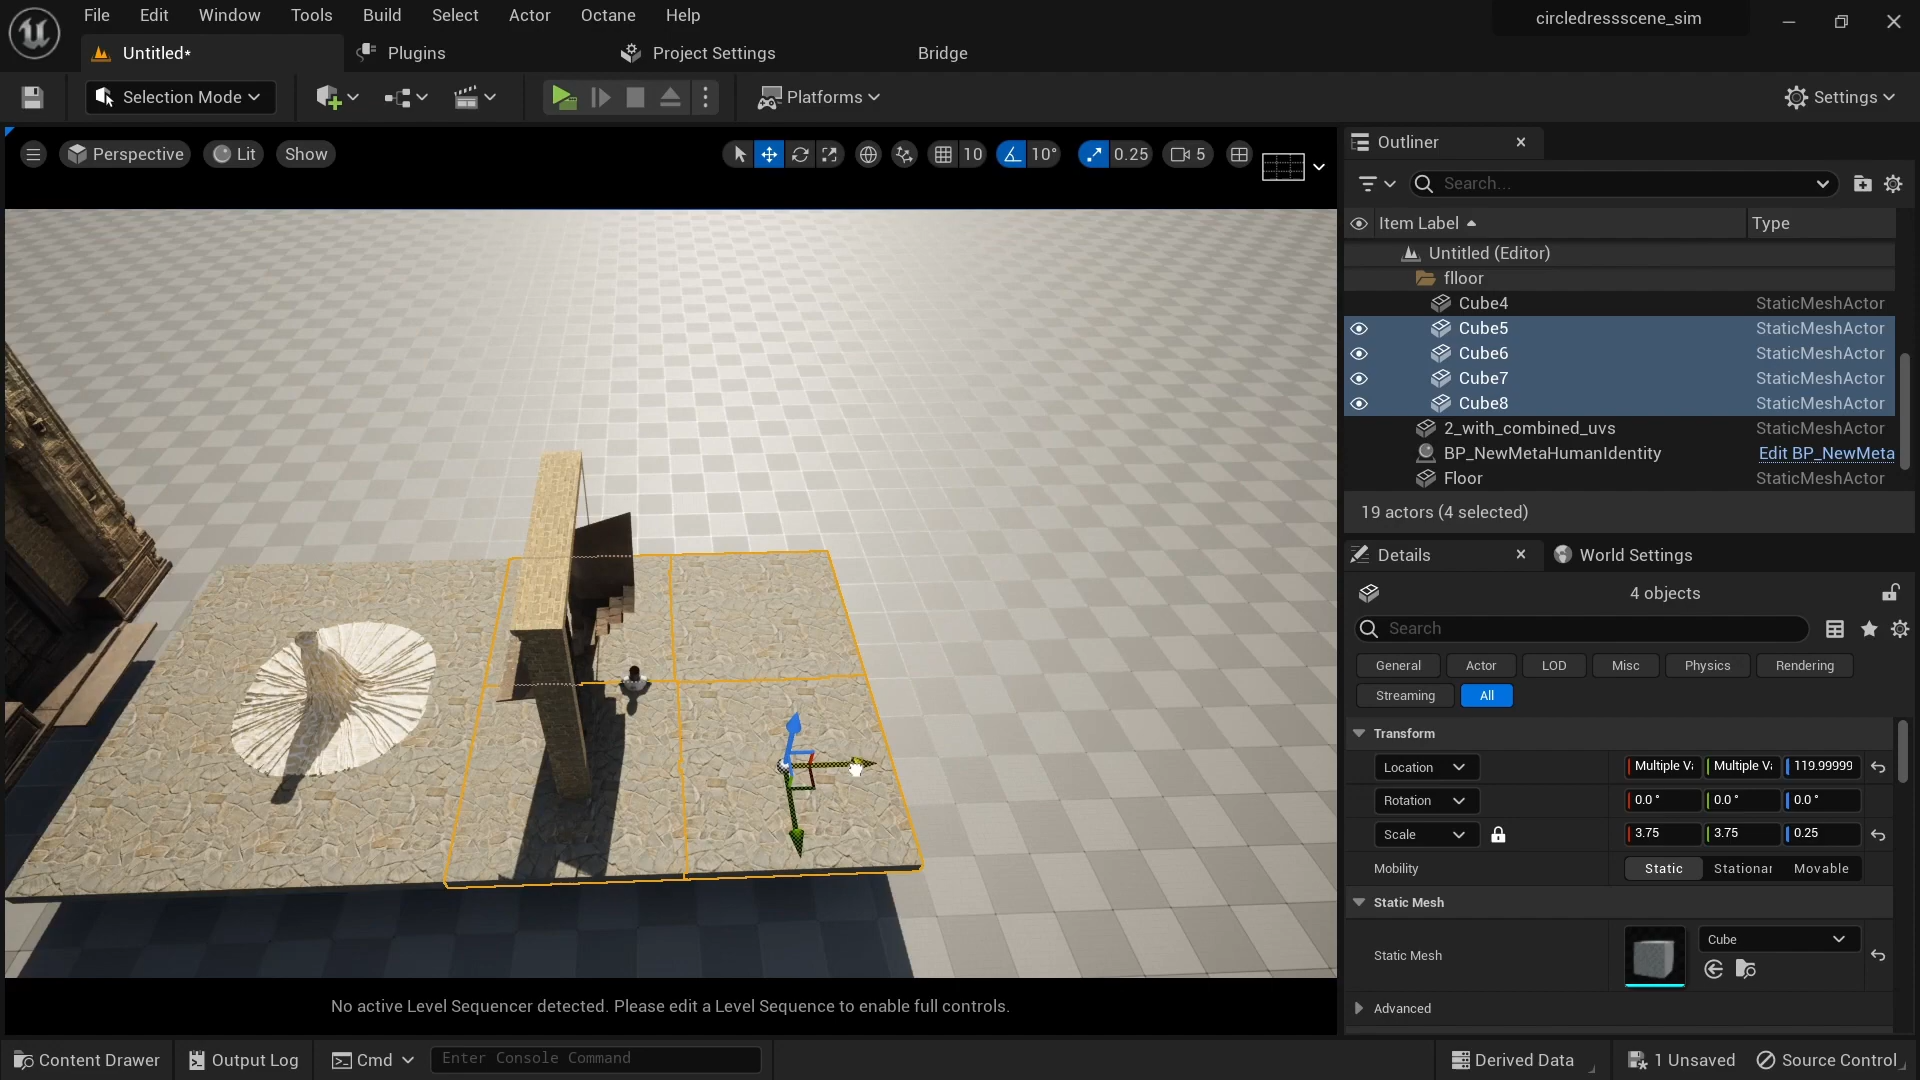 File Edit Window Tools Build Select Actor Octane Help
circledressscene_sim
Untitled*
Plugins
Project Settings
Bridge
Selection Mode
Platforms
Settings
Perspective
Lit
Show
10
10°
0.25
5
Outliner
Search...
Item Label
Type
Untitled (Editor)
flloor
Cube4 StaticMeshActor
Cube5 StaticMeshActor
Cube6 StaticMeshActor
Cube7 StaticMeshActor
Cube8 StaticMeshActor
2_with_combined_uvs StaticMeshActor
BP_NewMetaHumanIdentity Edit BP_NewMeta
Floor StaticMeshActor
19 actors (4 selected)
Details
World Settings
4 objects
Search
General Actor LOD Misc Physics Rendering
Streaming All
Transform
Location Multiple Va Multiple Va 119.99999
Rotation 0.0° 0.0° 0.0°
Scale 3.75 3.75 0.25
Mobility Static Stationar Movable
Static Mesh
Static Mesh Cube
Advanced
No active Level Sequencer detected. Please edit a Level Sequence to enable full controls.
Content Drawer
Output Log
Cmd
Enter Console Command
Derived Data
1 Unsaved
Source Control